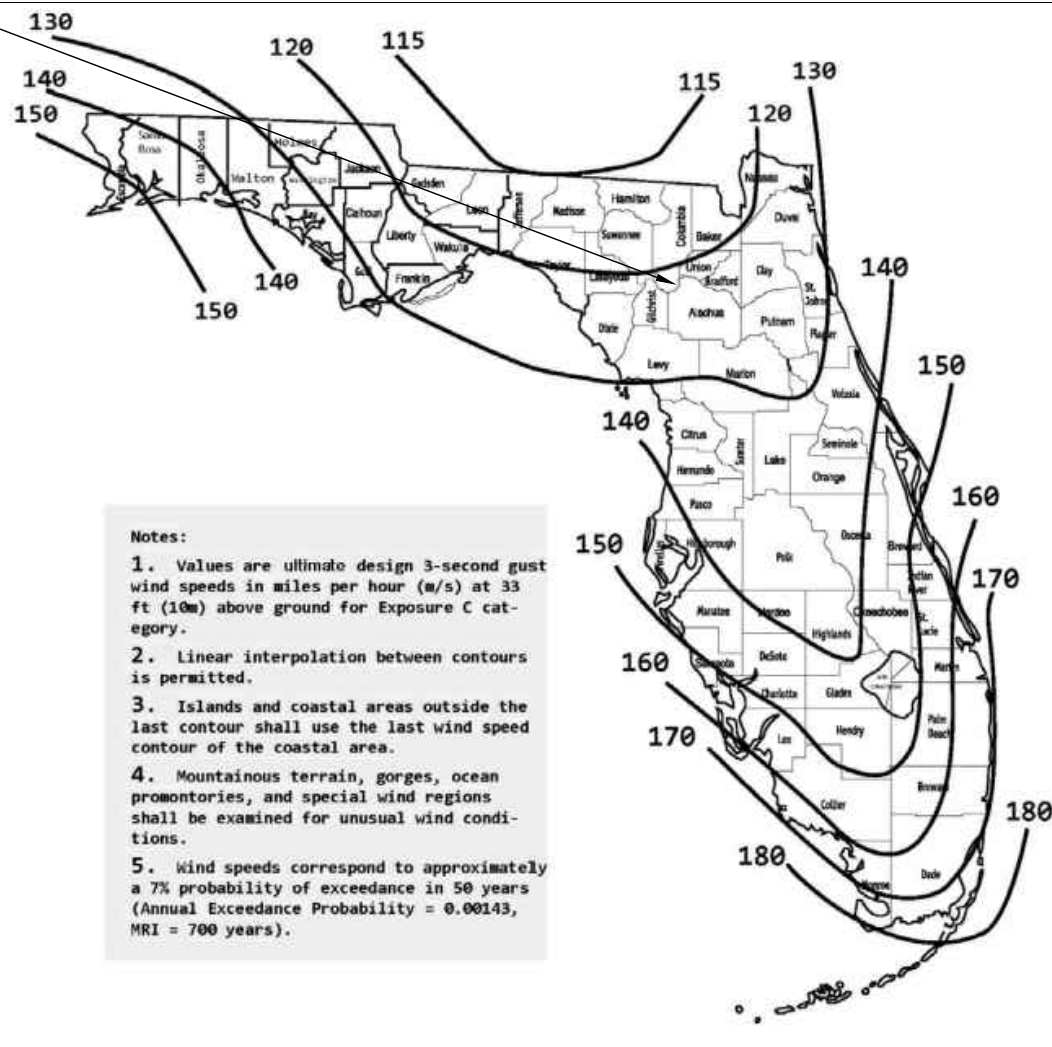 130
120
115
140
115
130
150
120
Holmes
Okaloosa
Walton
Jackson
Gadsden
Leon
Madison
Hamilton
Columbia
Baker
Nassau
Duval
Bay
Calhoun
Liberty
Wakulla
Suwannee
Taylor
Lafayette
Union
Bradford
Clay
St.
Johns
Gulf
Franklin
Dixie
Gilchrist
Alachua
Putnam
Flagler
140
140
150
Levy
Marion
Volusia
150
140
Citrus
Sumter
Lake
Seminole
Orange
Hernando
Pasco
160
Notes:
1. Values are ultimate design 3-second gust
wind speeds in miles per hour (m/s) at 33
ft (10m) above ground for Exposure C cat-
egory.
2. Linear interpolation between contours
is permitted.
3. Islands and coastal areas outside the
last contour shall use the last wind speed
contour of the coastal area.
4. Mountainous terrain, gorges, ocean
promontories, and special wind regions
shall be examined for unusual wind condi-
tions.
5. Wind speeds correspond to approximately
a 7% probability of exceedance in 50 years
(Annual Exceedance Probability = 0.00143,
MRI = 700 years).
150
Pinellas
Hillsborough
Polk
Osceola
Brevard
Indian
River
170
Manatee
Hardee
Highlands
Okeechobee
St.
Lucie
160
Sarasota
DeSoto
Martin
Charlotte
Glades
170
Lee
Hendry
Palm
Beach
Collier
Broward
180
180
Monroe
Dade